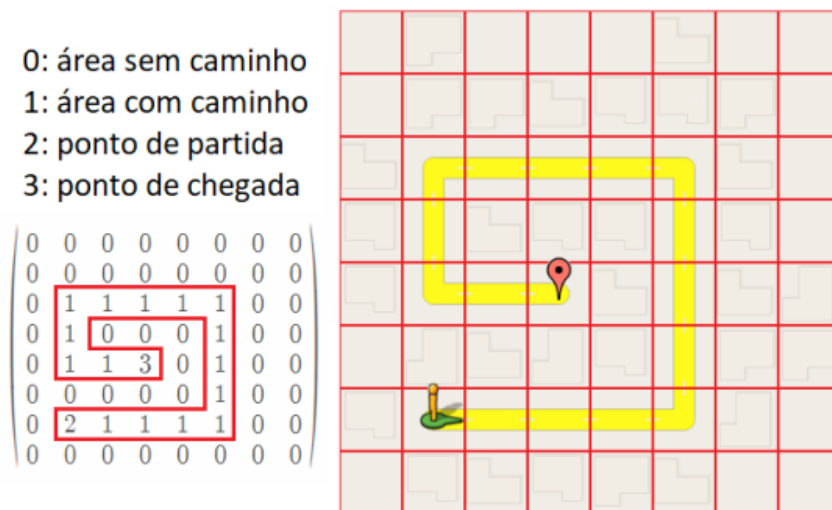 0: área sem caminho
1: área com caminho
2: ponto de partida
3: ponto de chegada
0 0 0 0 0 0 0 0
0 0 0 0 0 0 0 0
0 1 1 1 1 1 0 0
0 1 0 0 0 1 0 0
0 1 1 3 0 1 0 0
0 0 0 0 0 1 0 0
0 2 1 1 1 1 0 0
0 0 0 0 0 0 0 0